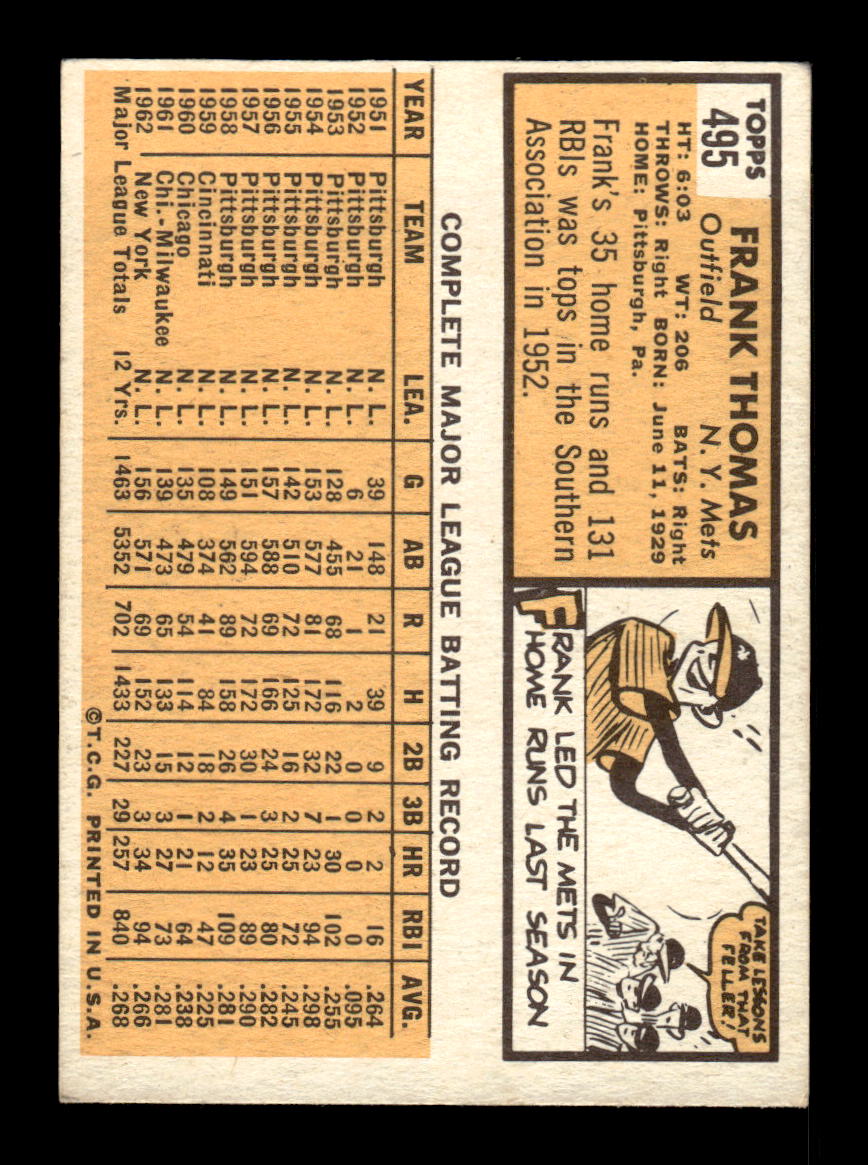 TOPPS
495
FRANK THOMAS
Outfield N. Y. Mets
HT: 6:03 WT: 206 BATS: Right
THROWS: Right BORN: June 11, 1929
HOME: Pittsburgh, Pa.
Frank's 35 home runs and 131
RBIs was tops in the Southern
Association in 1952.
TAKE LESSONS
FROM THAT
FELLER!
FRANK LED THE METS IN
HOME RUNS LAST SEASON
COMPLETE MAJOR LEAGUE BATTING RECORD
YEAR TEAM LEA. G AB R H 2B 3B HR RBI AVG.
1951 Pittsburgh N. L. 39 148 21 39 9 2 2 16 .264
1952 Pittsburgh N. L. 6 21 1 2 0 0 0 0 .095
1953 Pittsburgh N. L. 128 455 68 116 22 1 30 102 .255
1954 Pittsburgh N. L. 153 577 81 172 32 7 23 94 .298
1955 Pittsburgh N. L. 142 510 72 125 16 2 25 72 .245
1956 Pittsburgh N. L. 157 588 69 166 24 3 25 80 .282
1957 Pittsburgh N. L. 151 594 72 172 30 1 23 89 .290
1958 Pittsburgh N. L. 149 562 89 158 26 4 35 109 .281
1959 Cincinnati N. L. 108 374 41 84 18 2 12 47 .225
1960 Chicago N. L. 135 479 54 114 12 1 21 64 .238
1961 Chi.-Milwaukee N. L. 139 473 65 133 15 3 27 73 .281
1962 New York N. L. 156 571 69 152 23 3 34 94 .266
Major League Totals 12 Yrs. 1463 5352 702 1433 227 29 257 840 .268
©T.C.G. PRINTED IN U.S.A.